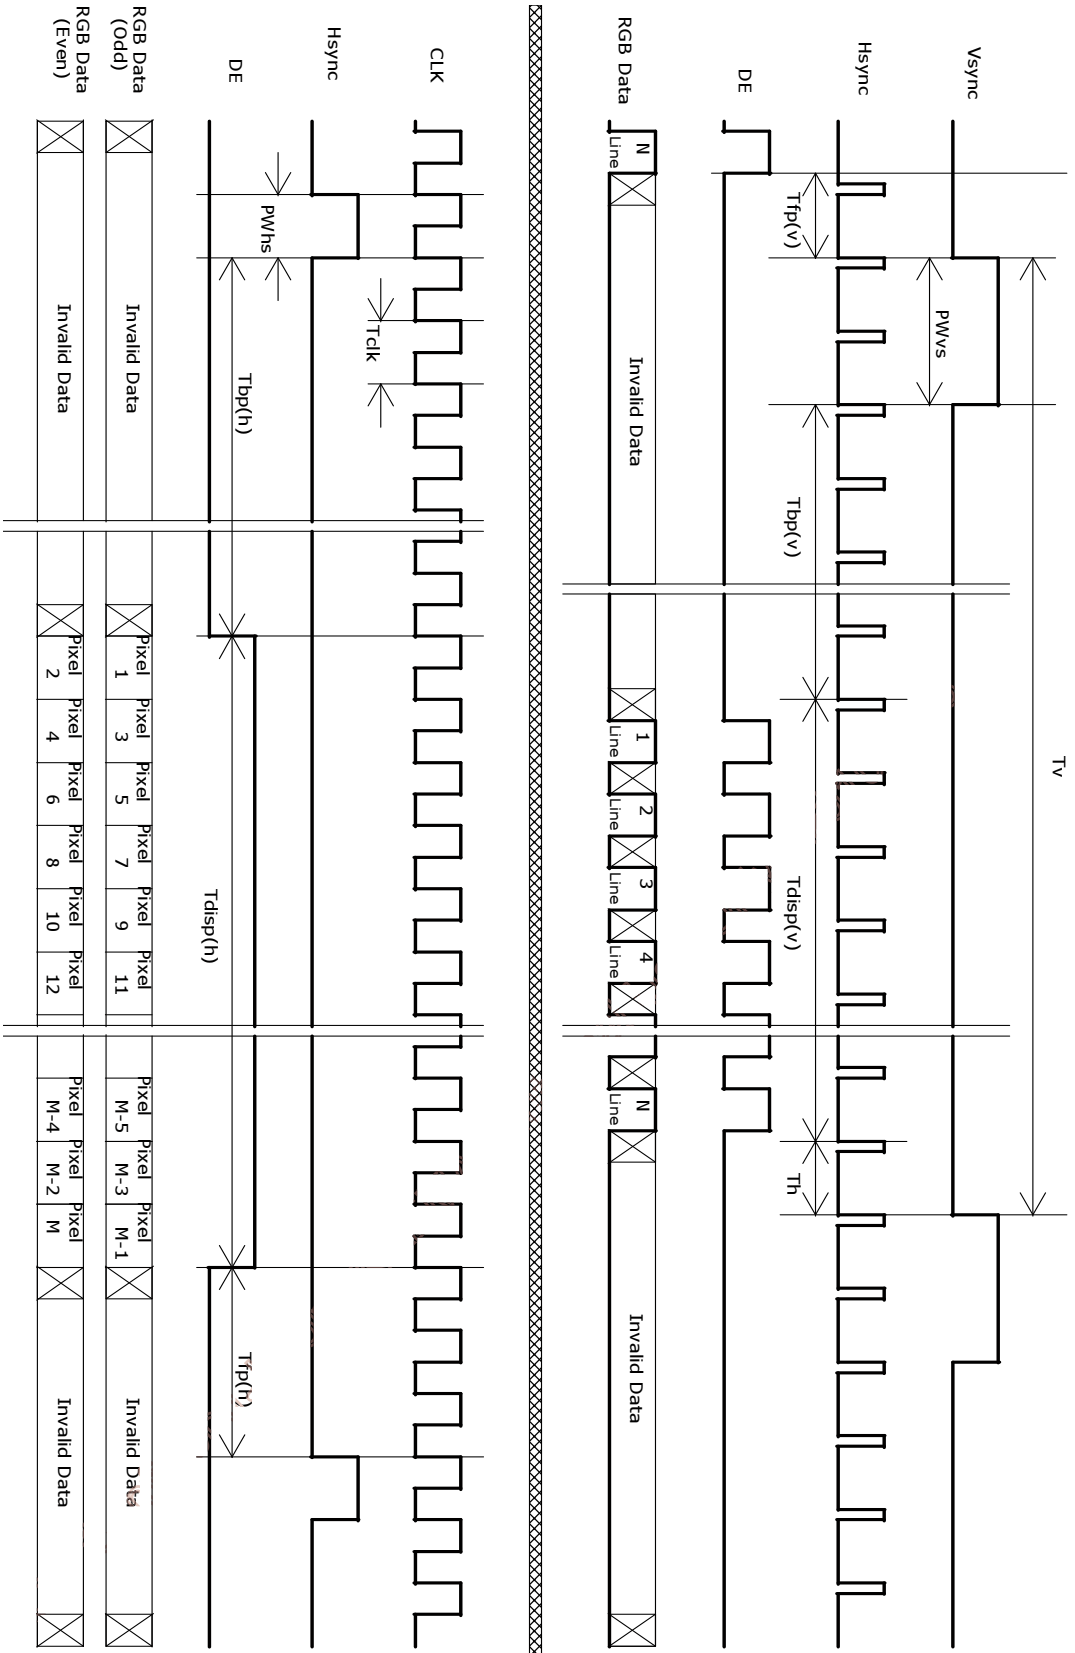 Vsync
Tv
PWvs
Hsync
Tfp(v)
Tbp(v)
Tdisp(v)
Th
DE
RGB Data
Line N
Invalid Data
Line 1
Line 2
Line 3
Line 4
Line N
Invalid Data
CLK
Tclk
Hsync
PWhs
Tbp(h)
Tdisp(h)
Tfp(h)
DE
RGB Data
(Odd)
Invalid Data
Pixel 1
Pixel 3
Pixel 5
Pixel 7
Pixel 9
Pixel 11
Pixel M-5
Pixel M-3
Pixel M-1
Invalid Data
RGB Data
(Even)
Invalid Data
Pixel 2
Pixel 4
Pixel 6
Pixel 8
Pixel 10
Pixel 12
Pixel M-4
Pixel M-2
Pixel M
Invalid Data